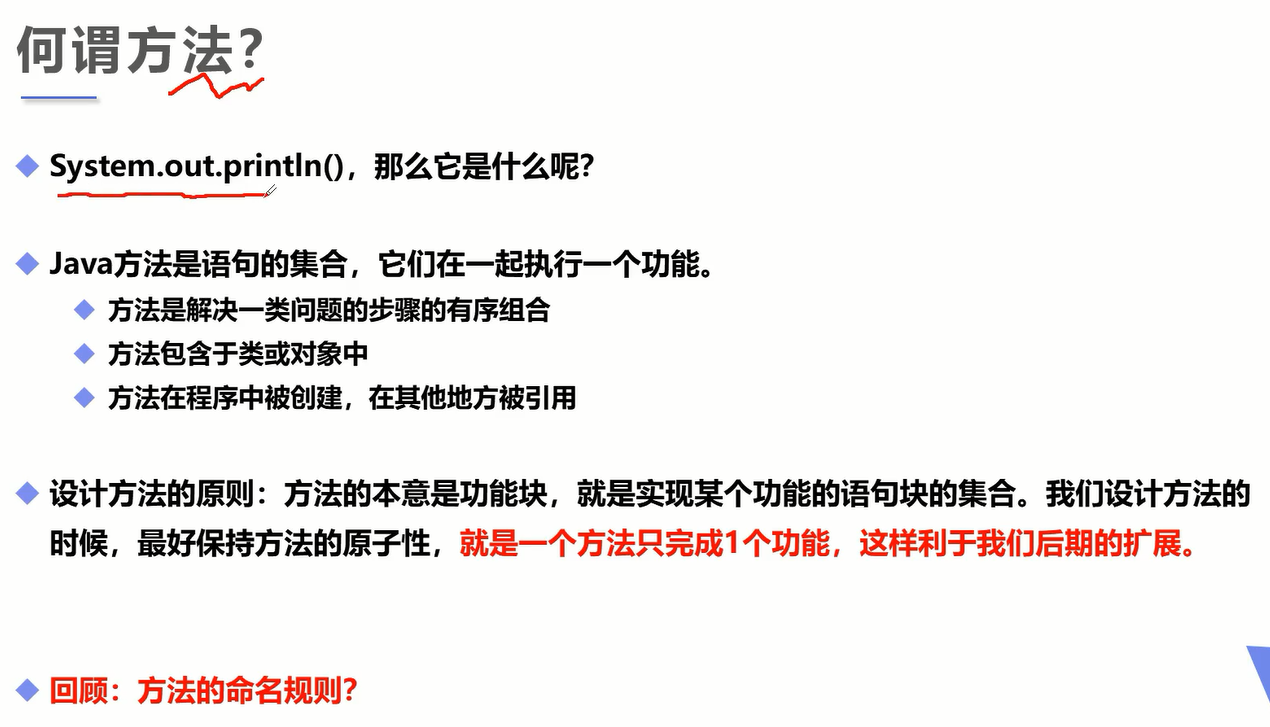 何谓方法？
System.out.println()，那么它是什么呢？
Java方法是语句的集合，它们在一起执行一个功能。
方法是解决一类问题的步骤的有序组合
方法包含于类或对象中
方法在程序中被创建，在其他地方被引用
设计方法的原则：方法的本意是功能块，就是实现某个功能的语句块的集合。我们设计方法的
时候，最好保持方法的原子性，就是一个方法只完成1个功能，这样利于我们后期的扩展。
回顾：方法的命名规则？